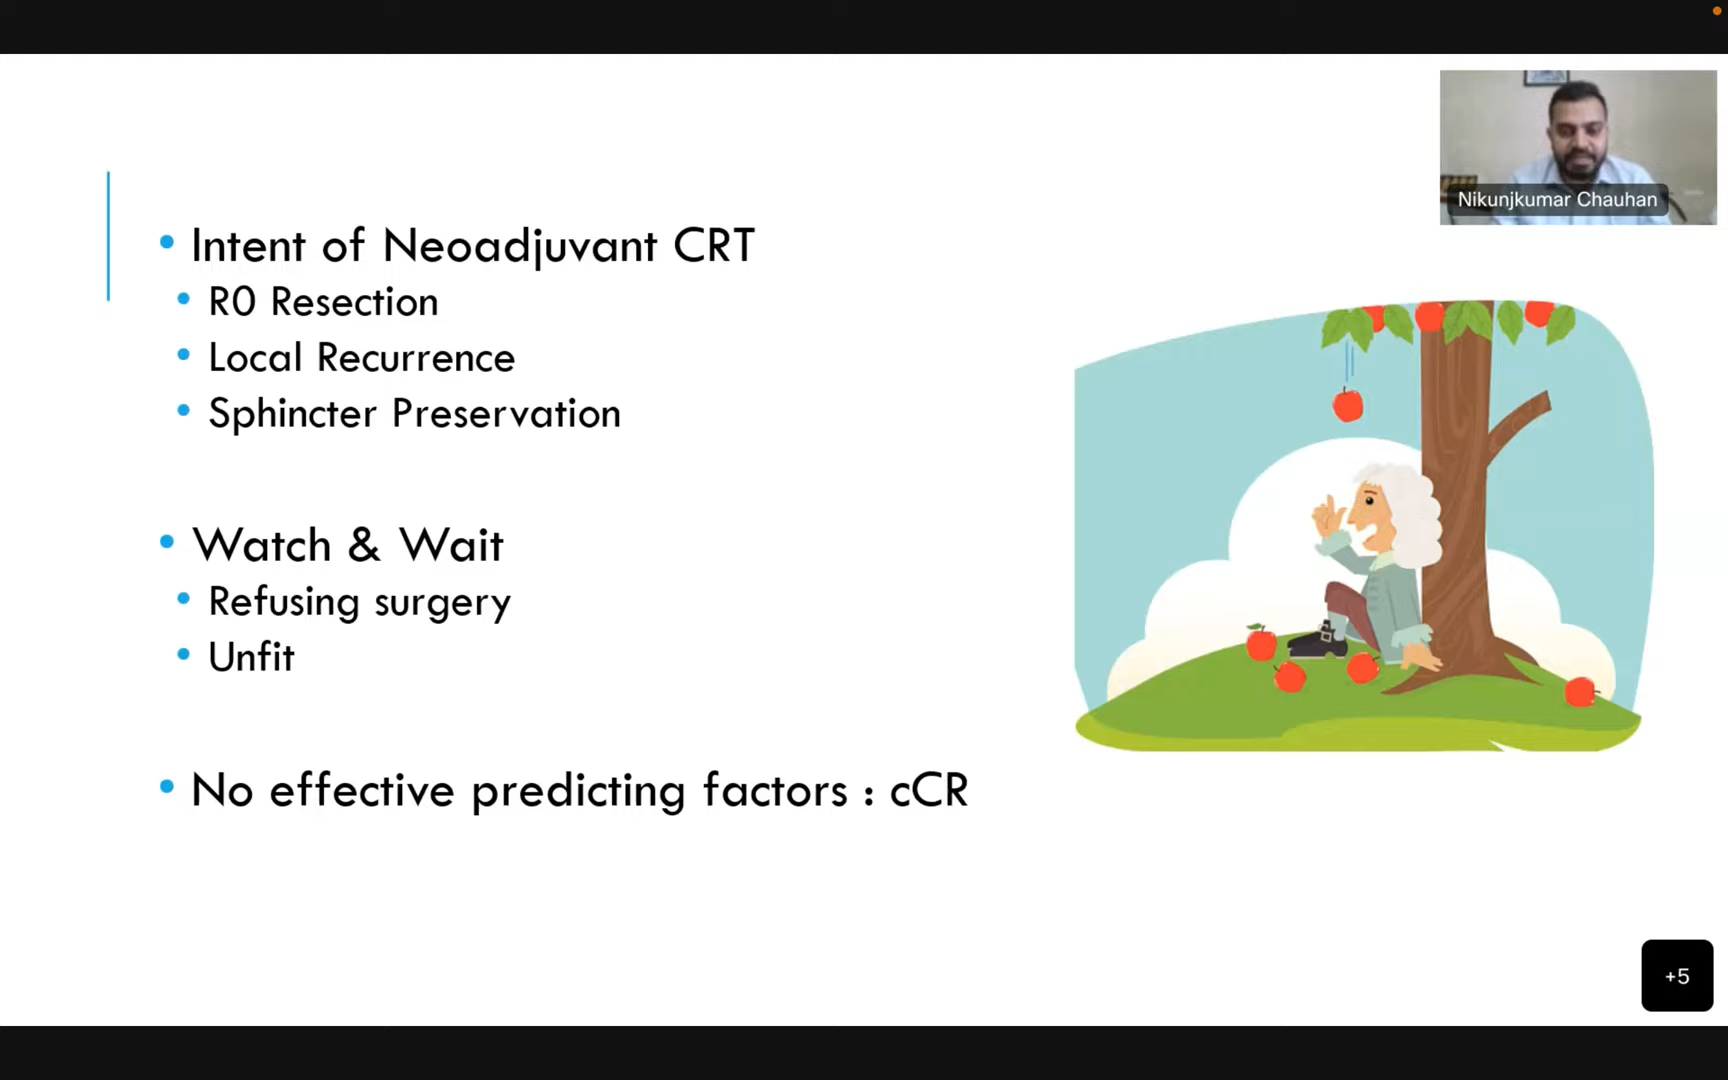 Nikunjkumar Chauhan
• Intent of Neoadjuvant CRT
• R0 Resection
• Local Recurrence
• Sphincter Preservation
• Watch & Wait
• Refusing surgery
• Unfit
• No effective predicting factors : cCR
+5